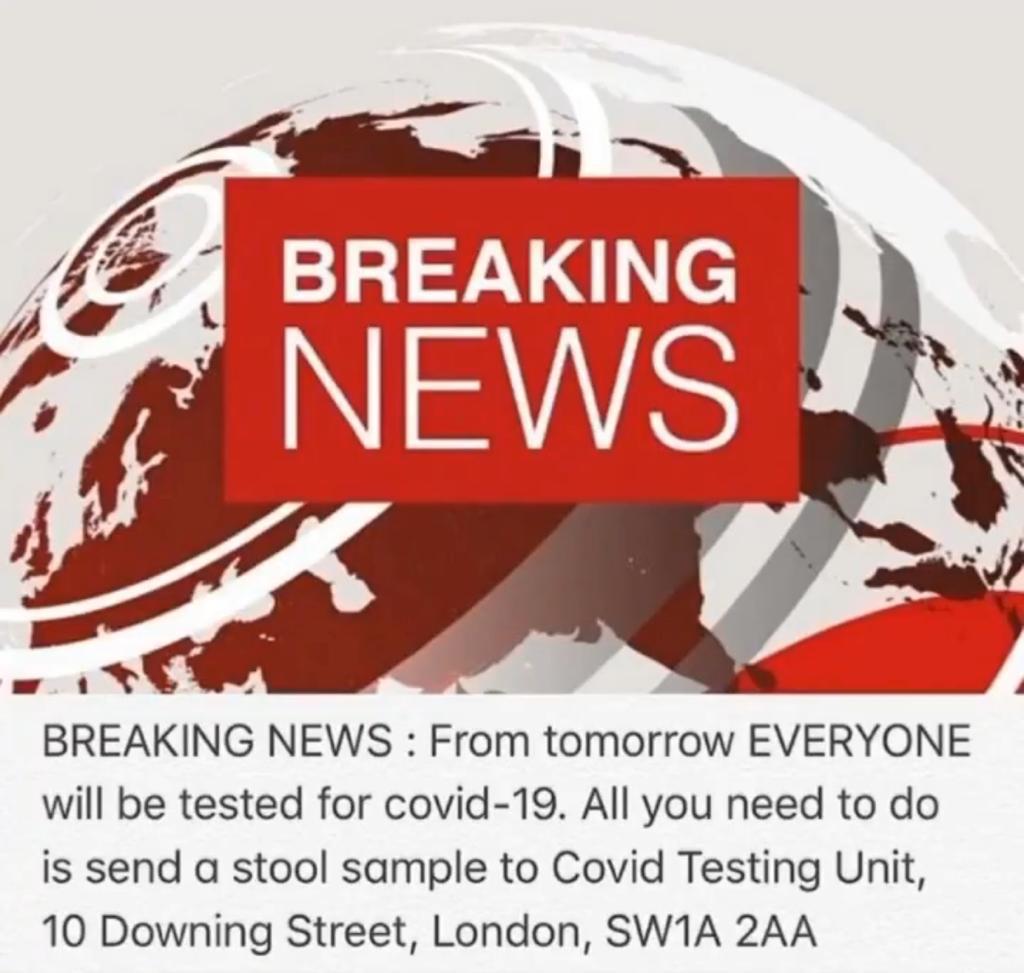 BREAKING
NEWS
BREAKING NEWS : From tomorrow EVERYONE
will be tested for covid-19. All you need to do
is send a stool sample to Covid Testing Unit,
10 Downing Street, London, SW1A 2AA